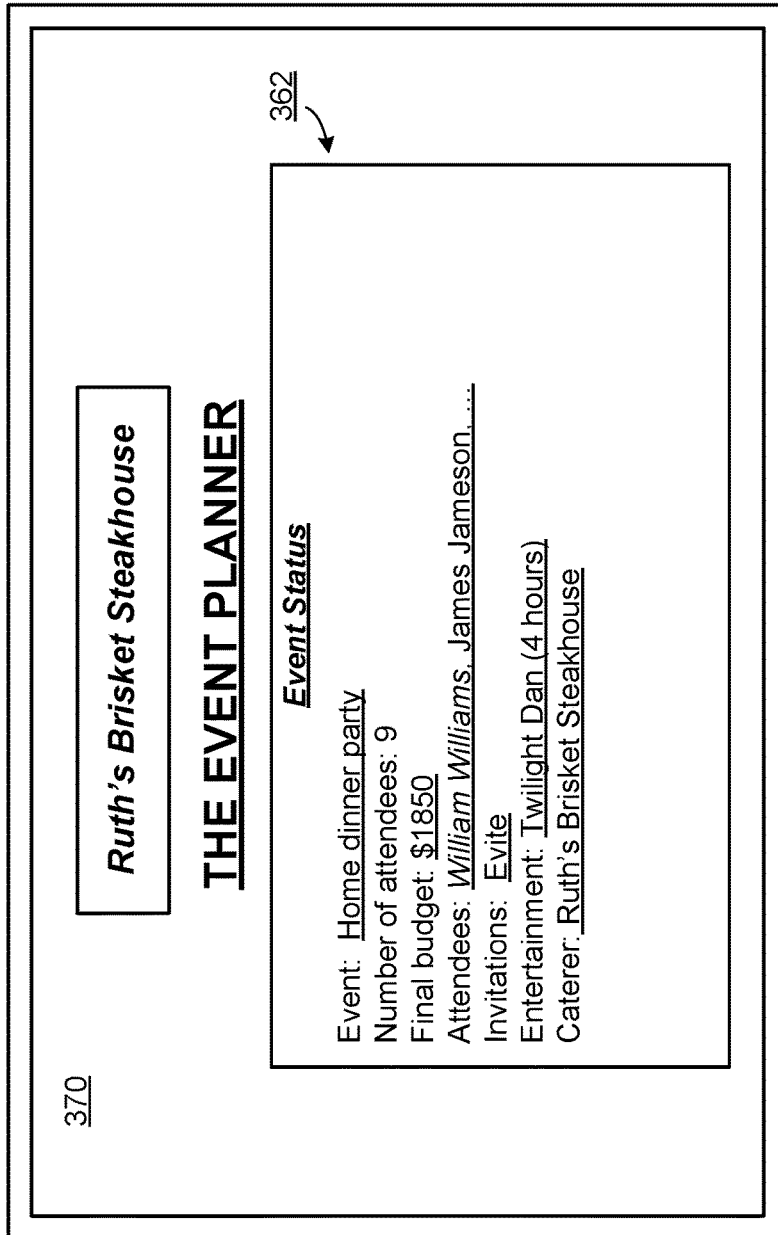 370
Ruth's Brisket Steakhouse
THE EVENT PLANNER
362
Event Status
Event: Home dinner party
Number of attendees: 9
Final budget: $1850
Attendees: William Williams, James Jameson, ...
Invitations: Evite
Entertainment: Twilight Dan (4 hours)
Caterer: Ruth's Brisket Steakhouse